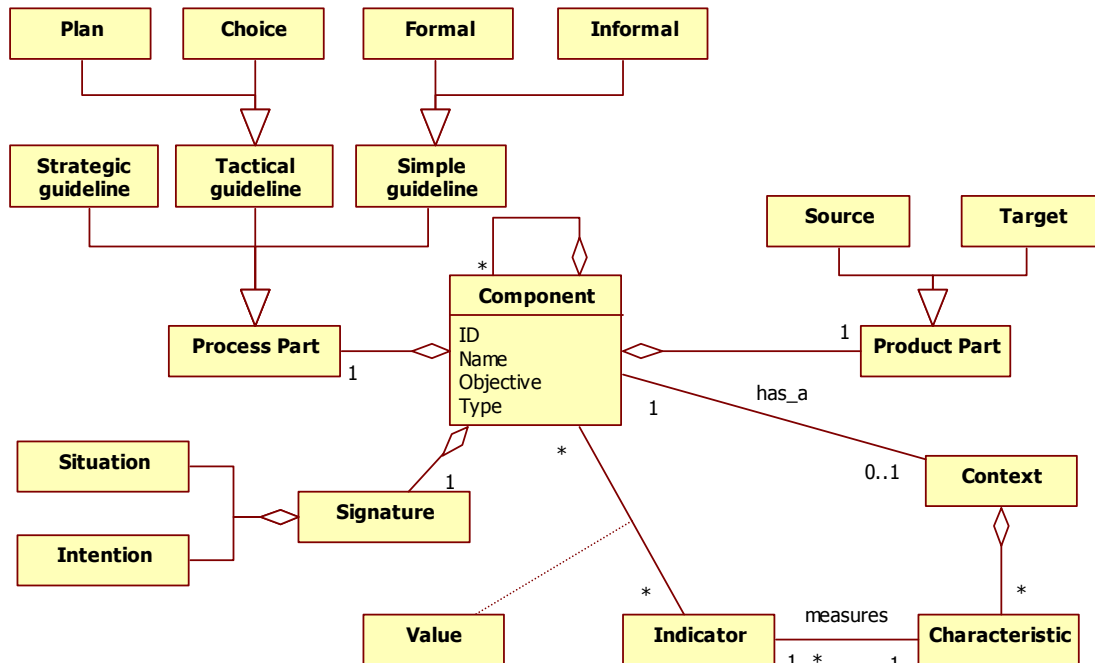 Plan
Choice
Formal
Informal
Strategic
guideline
Tactical
guideline
Simple
guideline
Source
Target
*
Component
ID
Name
Objective
Type
Process Part
1
1
Product Part
has_a
1
*
0..1
Context
Situation
Intention
1
Signature
*
*
measures
Value
Indicator
Characteristic
1..*
1